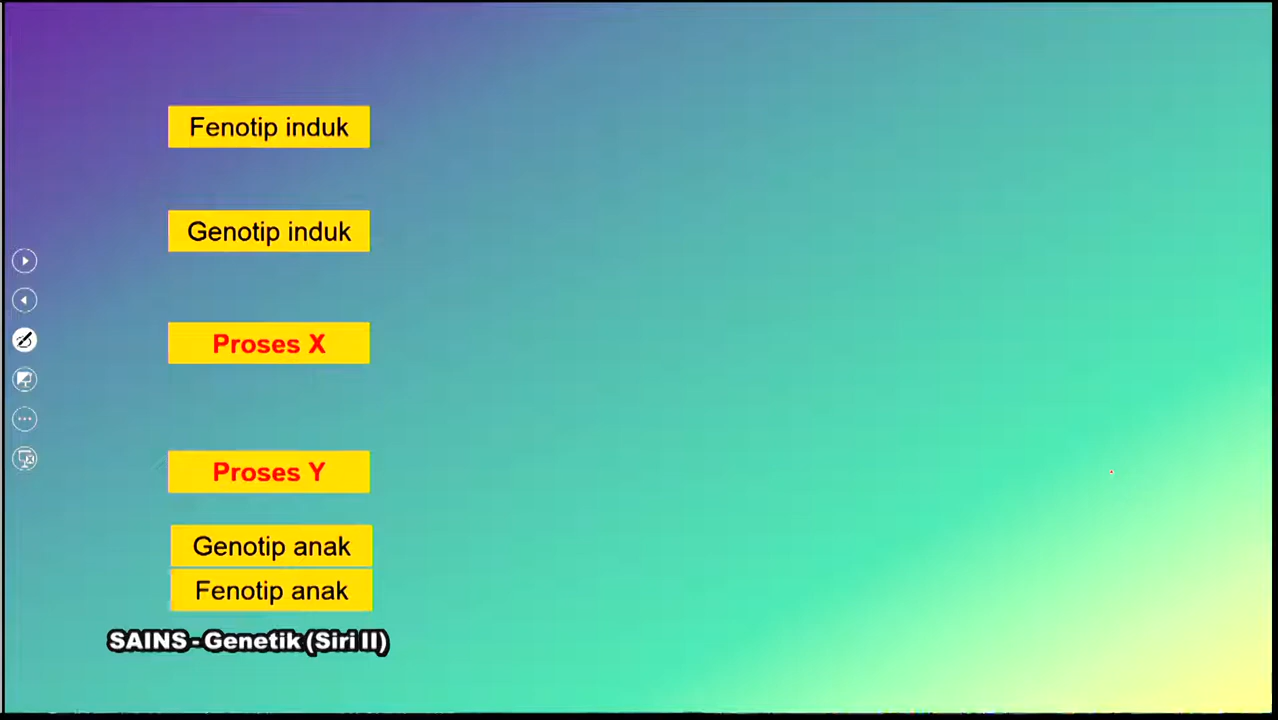 Fenotip induk
Genotip induk
Proses X
Proses Y
Genotip anak
Fenotip anak
SAINS - Genetik (Siri II)